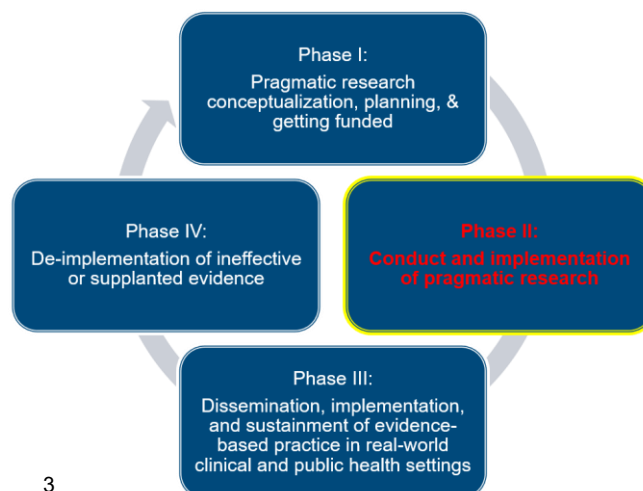 Phase I:
Pragmatic research
conceptualization, planning, &
getting funded
Phase II:
Conduct and implementation
of pragmatic research
Phase III:
Dissemination, implementation,
and sustainment of evidence-
based practice in real-world
clinical and public health settings
Phase IV:
De-implementation of ineffective
or supplanted evidence
3